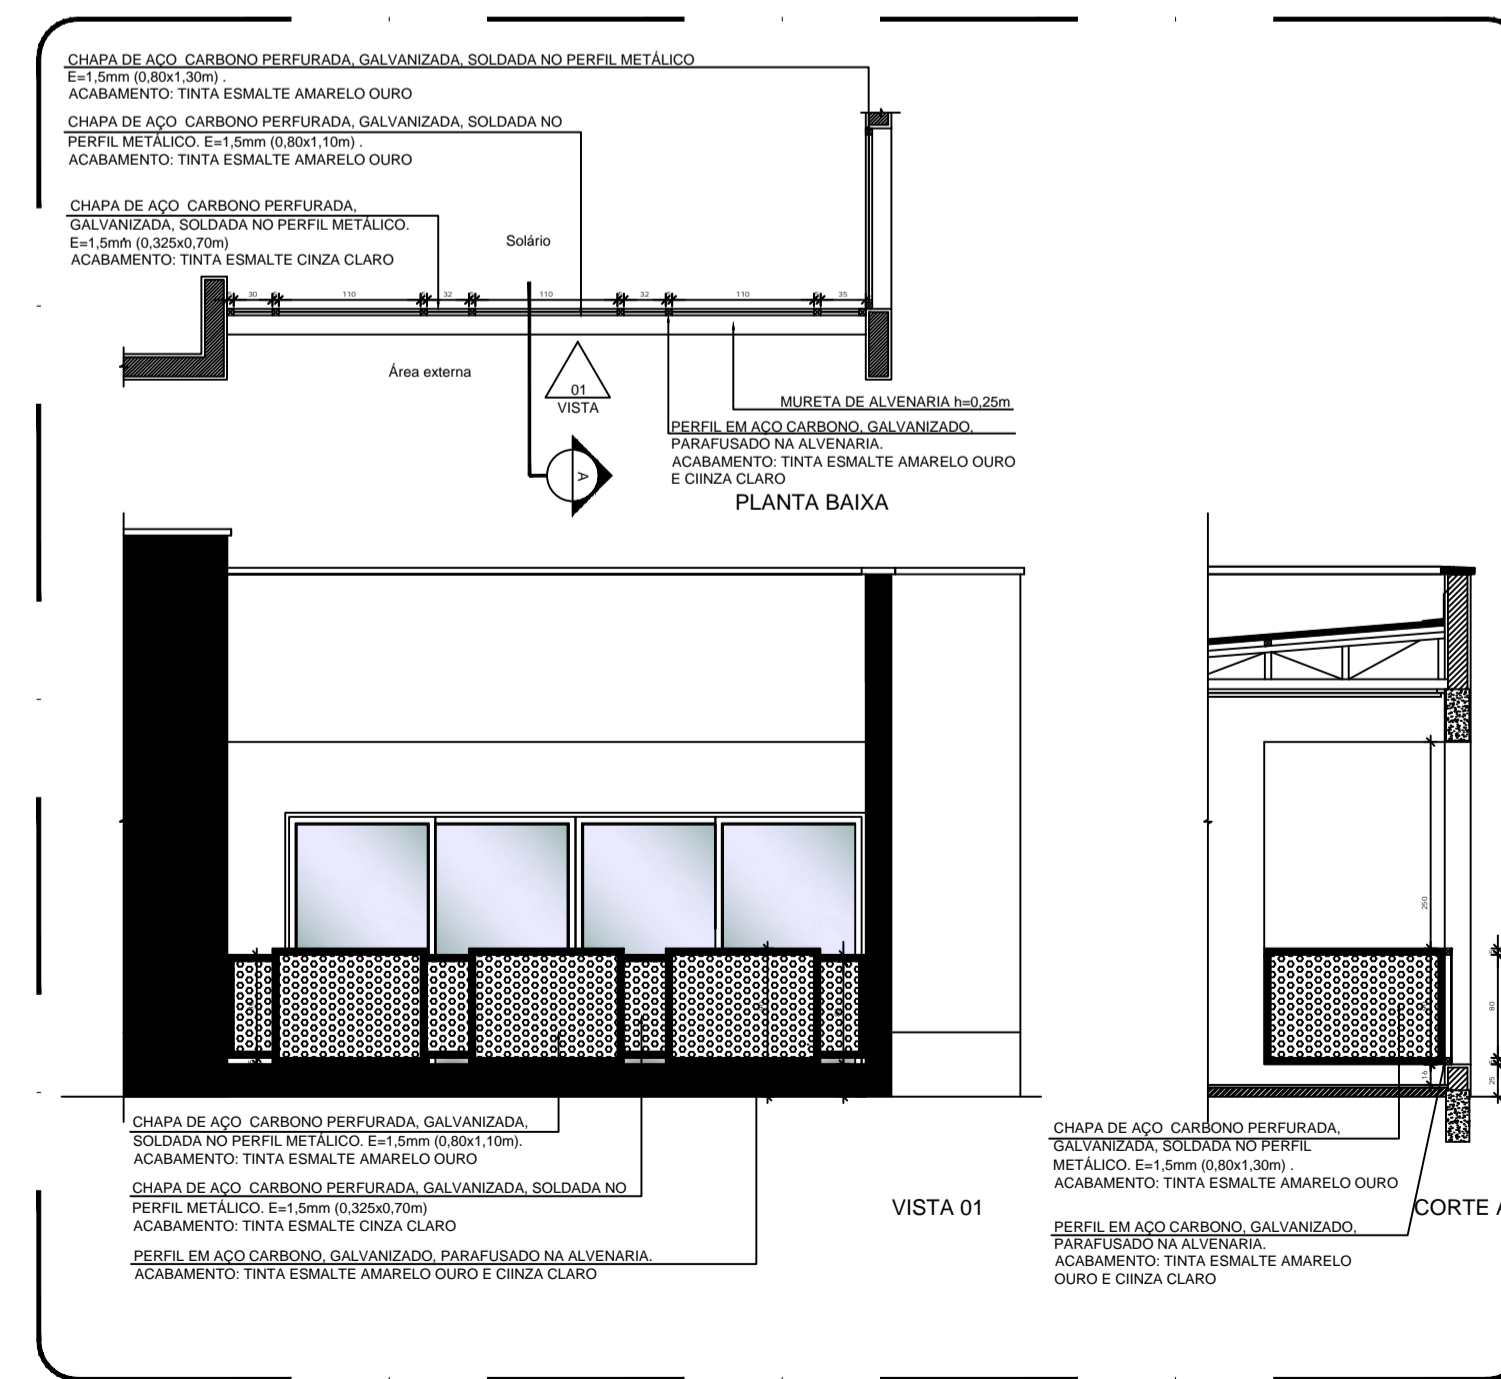 CHAPA DE AÇO  CARBONO PERFURADA, GALVANIZADA, SOLDADA NO PERFIL METÁLICO
E=1,5mm (0,80x1,30m) .
ACABAMENTO: TINTA ESMALTE AMARELO OURO
CHAPA DE AÇO  CARBONO PERFURADA, GALVANIZADA, SOLDADA NO
PERFIL METÁLICO. E=1,5mm (0,80x1,10m) .
ACABAMENTO: TINTA ESMALTE AMARELO OURO
CHAPA DE AÇO  CARBONO PERFURADA,
GALVANIZADA, SOLDADA NO PERFIL METÁLICO.
E=1,5mm (0,325x0,70m)
ACABAMENTO: TINTA ESMALTE CINZA CLARO
Solário
30 110 32 110 32 110 35
Área externa
01
VISTA
A
MURETA DE ALVENARIA h=0,25m
PERFIL EM AÇO CARBONO, GALVANIZADO,
PARAFUSADO NA ALVENARIA.
ACABAMENTO: TINTA ESMALTE AMARELO OURO
E CIINZA CLARO
PLANTA BAIXA
250
80
16
25
CHAPA DE AÇO  CARBONO PERFURADA, GALVANIZADA,
SOLDADA NO PERFIL METÁLICO. E=1,5mm (0,80x1,10m).
ACABAMENTO: TINTA ESMALTE AMARELO OURO
CHAPA DE AÇO  CARBONO PERFURADA, GALVANIZADA, SOLDADA NO
PERFIL METÁLICO. E=1,5mm (0,325x0,70m)
ACABAMENTO: TINTA ESMALTE CINZA CLARO
PERFIL EM AÇO CARBONO, GALVANIZADO, PARAFUSADO NA ALVENARIA.
ACABAMENTO: TINTA ESMALTE AMARELO OURO E CIINZA CLARO
VISTA 01
CHAPA DE AÇO  CARBONO PERFURADA,
GALVANIZADA, SOLDADA NO PERFIL
METÁLICO. E=1,5mm (0,80x1,30m) .
ACABAMENTO: TINTA ESMALTE AMARELO OURO
PERFIL EM AÇO CARBONO, GALVANIZADO,
PARAFUSADO NA ALVENARIA.
ACABAMENTO: TINTA ESMALTE AMARELO
OURO E CIINZA CLARO
CORTE A